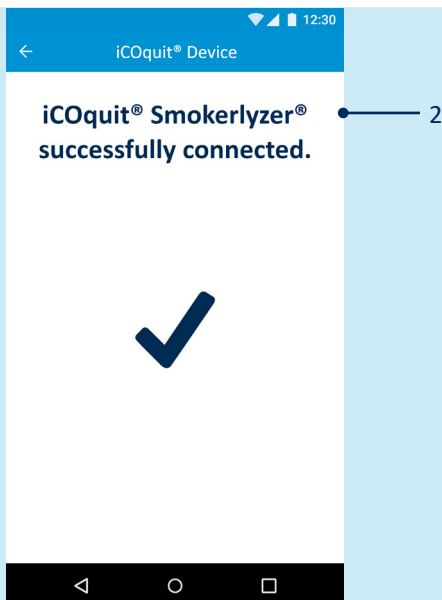 12:30
iCOquit® Device
iCOquit® Smokerlyzer®
successfully connected.
2